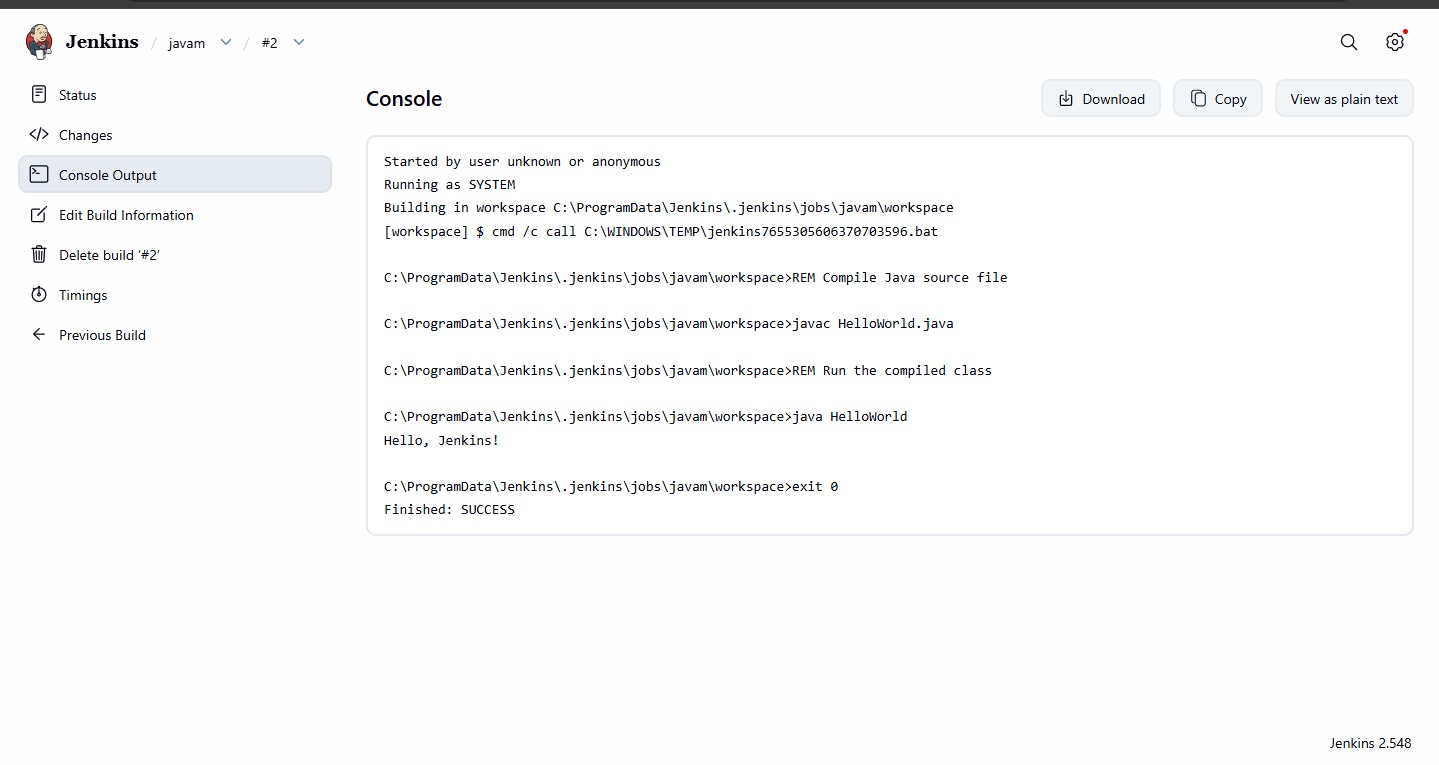 Jenkins / javam / #2
Status
Changes
Console Output
Edit Build Information
Delete build ‘#2’
Timings
Previous Build
Console
Download
Copy
View as plain text
Started by user unknown or anonymous
Running as SYSTEM
Building in workspace C:\ProgramData\Jenkins\.jenkins\jobs\javam\workspace
[workspace] $ cmd /c call C:\WINDOWS\TEMP\jenkins7655305606370703596.bat
C:\ProgramData\Jenkins\.jenkins\jobs\javam\workspace>REM Compile Java source file
C:\ProgramData\Jenkins\.jenkins\jobs\javam\workspace>javac HelloWorld.java
C:\ProgramData\Jenkins\.jenkins\jobs\javam\workspace>REM Run the compiled class
C:\ProgramData\Jenkins\.jenkins\jobs\javam\workspace>java HelloWorld
Hello, Jenkins!
C:\ProgramData\Jenkins\.jenkins\jobs\javam\workspace>exit 0
Finished: SUCCESS
Jenkins 2.548